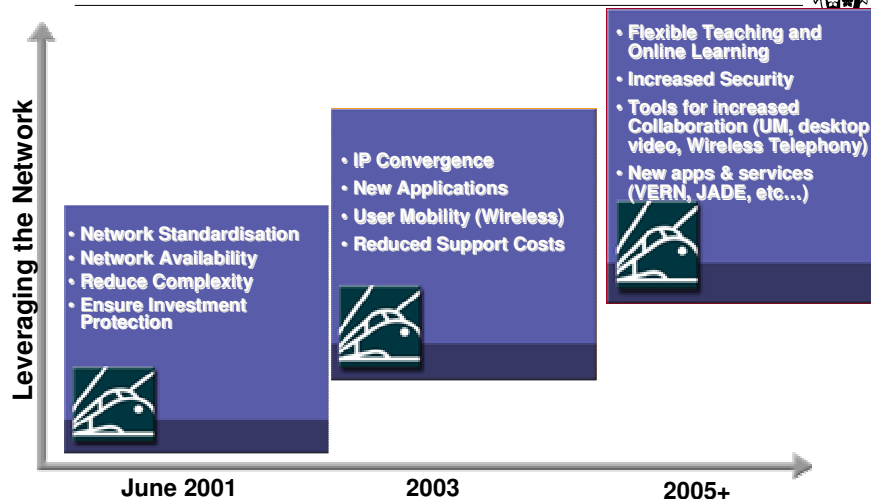 Leveraging the Network
• Network Standardisation
• Network Availability
• Reduce Complexity
• Ensure Investment
Protection
• IP Convergence
• New Applications
• User Mobility (Wireless)
• Reduced Support Costs
• Flexible Teaching and
Online Learning
• Increased Security
• Tools for increased
Collaboration (UM, desktop
video, Wireless Telephony)
• New apps & services
(VERN, JADE, etc...)
June 2001
2003
2005+